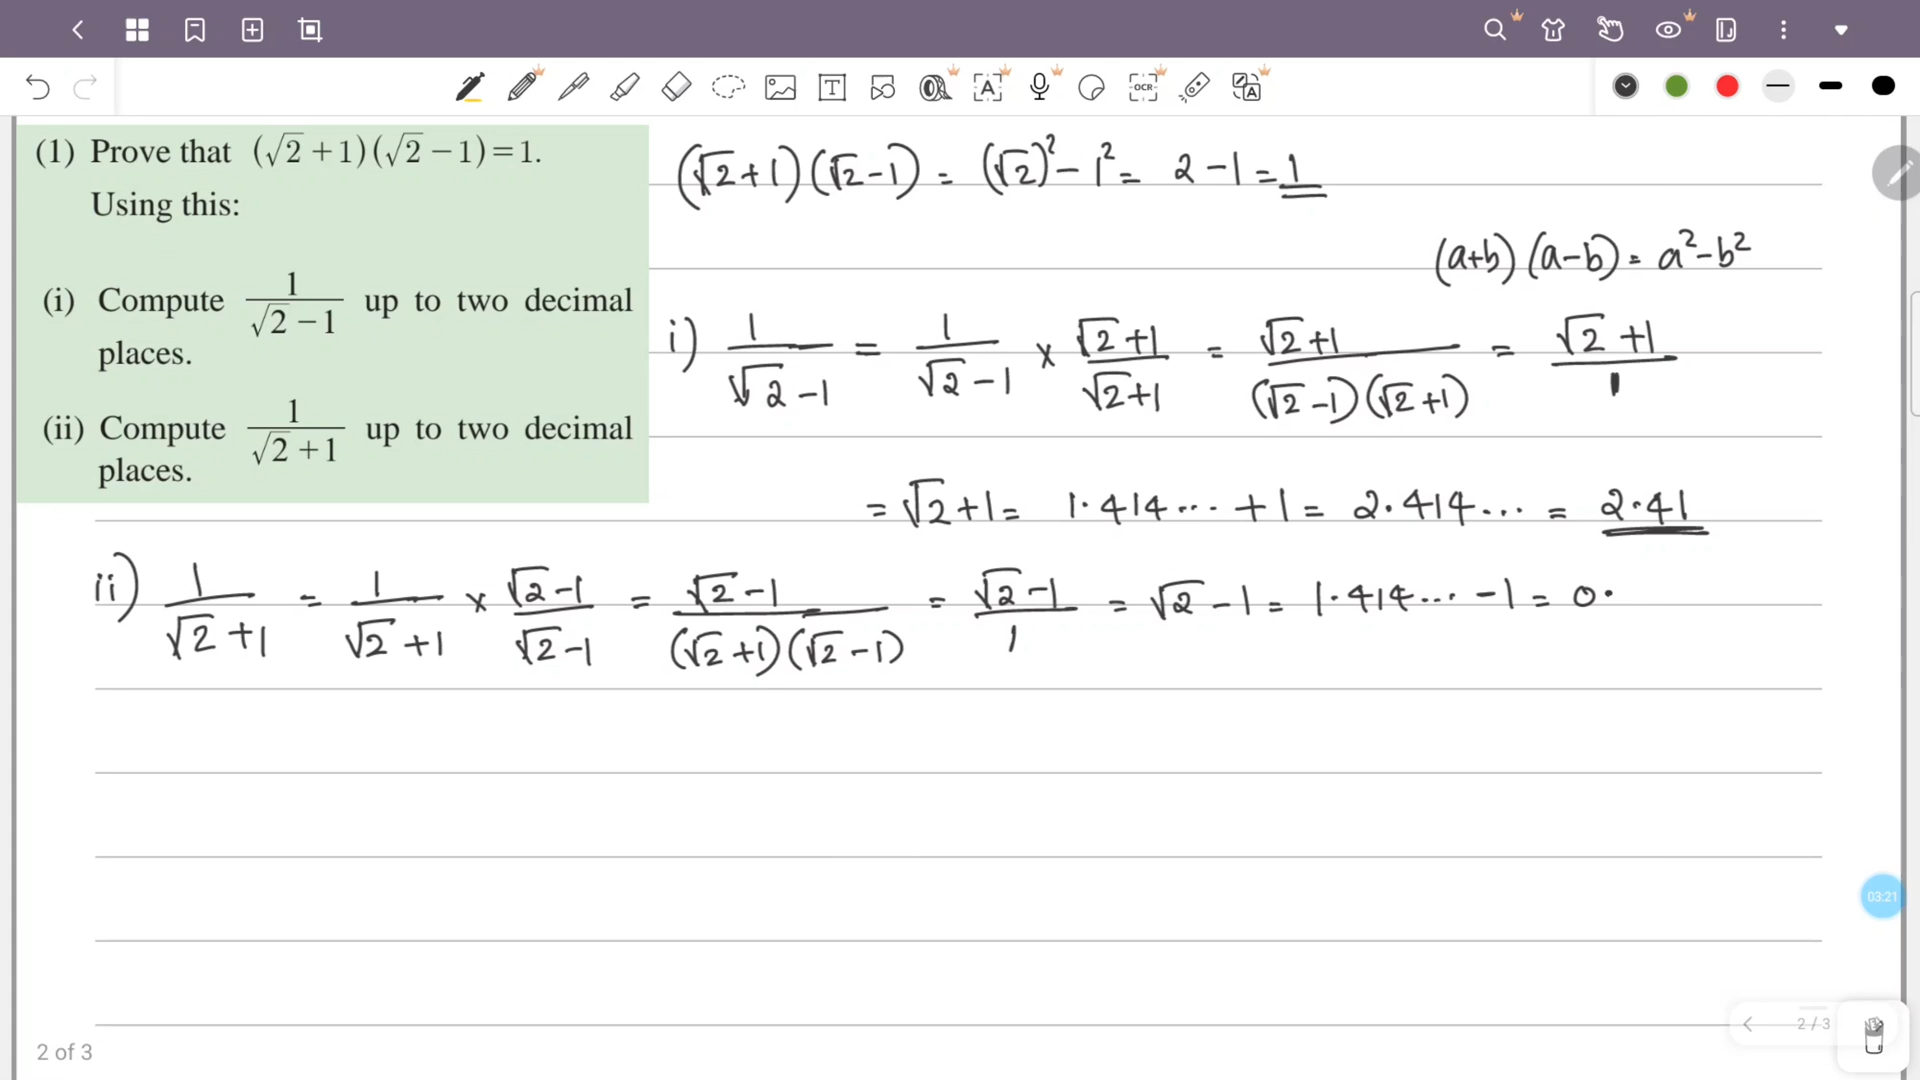 (1) Prove that (√2 + 1)(√2 − 1) = 1.
Using this:
(i) Compute 1/(√2 − 1) up to two decimal
places.
(ii) Compute 1/(√2 + 1) up to two decimal
places.
(√2+1)(√2-1) = (√2)² - 1² = 2 - 1 = 1
(a+b)(a-b) = a² - b²
i) 1/(√2 - 1) = 1/(√2 - 1) × (√2+1)/(√2+1) = (√2+1)/((√2-1)(√2+1)) = (√2+1)/1
= √2+1 = 1.414... + 1 = 2.414... = 2.41
ii) 1/(√2+1) = 1/(√2+1) × (√2-1)/(√2-1) = (√2-1)/((√2+1)(√2-1)) = (√2-1)/1 = √2 - 1 = 1.414... - 1 = 0.
03:21
2 / 3
2 of 3
T
A
OCR
A